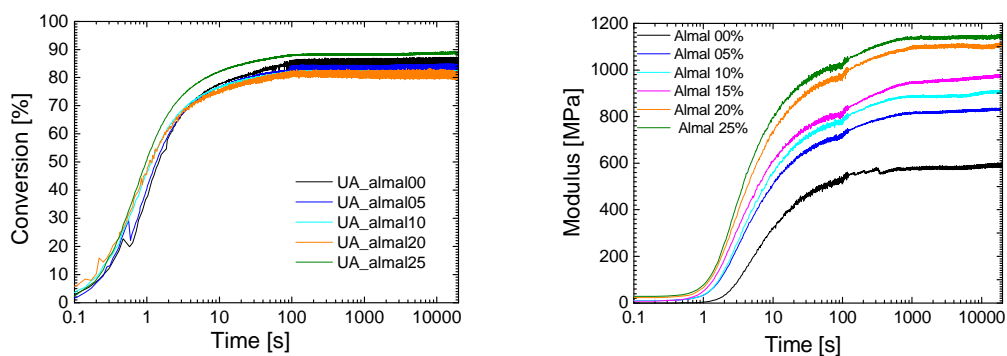 100
90
80
70
60
50
40
30
20
10
0
Conversion [%]
UA_almal00
UA_almal05
UA_almal10
UA_almal20
UA_almal25
0.1 1 10 100 1000 10000
Time [s]
1200
1000
800
600
400
200
0
Modulus [MPa]
Almal 00%
Almal 05%
Almal 10%
Almal 15%
Almal 20%
Almal 25%
0.1 1 10 100 1000 10000
Time [s]